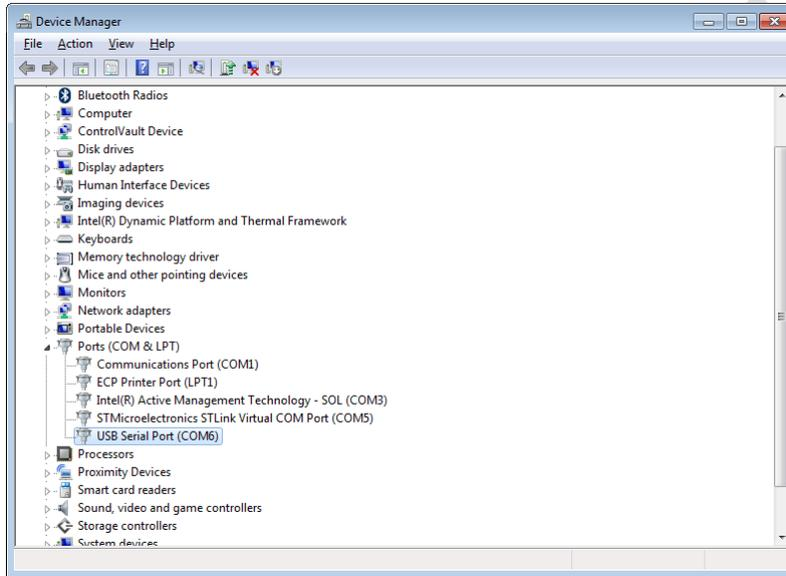 Device Manager
File Action View Help
Bluetooth Radios
Computer
ControlVault Device
Disk drives
Display adapters
Human Interface Devices
Imaging devices
Intel(R) Dynamic Platform and Thermal Framework
Keyboards
Memory technology driver
Mice and other pointing devices
Monitors
Network adapters
Portable Devices
Ports (COM & LPT)
Communications Port (COM1)
ECP Printer Port (LPT1)
Intel(R) Active Management Technology - SOL (COM3)
STMicroelectronics STLink Virtual COM Port (COM5)
USB Serial Port (COM6)
Processors
Proximity Devices
Smart card readers
Sound, video and game controllers
Storage controllers
System devices